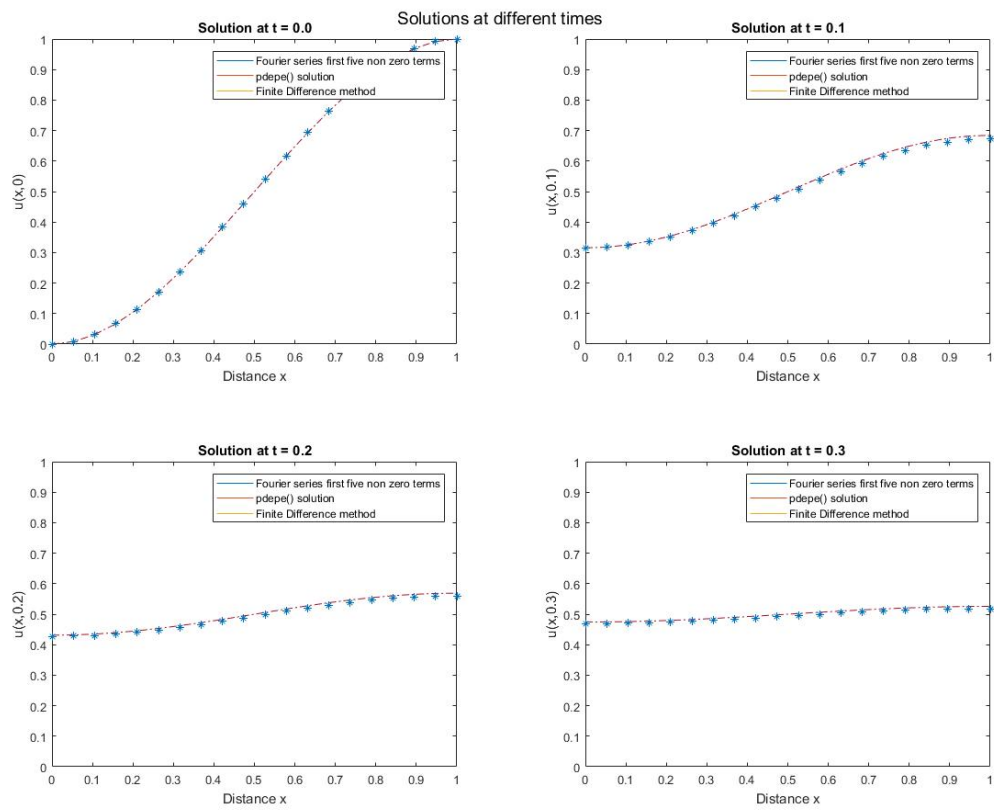 Solutions at different times
Solution at t = 0.0
1
0.9
0.8
0.7
0.6
0.5
0.4
0.3
0.2
0.1
0
u(x,0)
Fourier series first five non zero terms
pdepe() solution
Finite Difference method
0 0.1 0.2 0.3 0.4 0.5 0.6 0.7 0.8 0.9 1
Distance x
Solution at t = 0.1
1
0.9
0.8
0.7
0.6
0.5
0.4
0.3
0.2
0.1
0
u(x,0.1)
Fourier series first five non zero terms
pdepe() solution
Finite Difference method
0 0.1 0.2 0.3 0.4 0.5 0.6 0.7 0.8 0.9 1
Distance x
Solution at t = 0.2
1
0.9
0.8
0.7
0.6
0.5
0.4
0.3
0.2
0.1
0
u(x,0.2)
Fourier series first five non zero terms
pdepe() solution
Finite Difference method
0 0.1 0.2 0.3 0.4 0.5 0.6 0.7 0.8 0.9 1
Distance x
Solution at t = 0.3
1
0.9
0.8
0.7
0.6
0.5
0.4
0.3
0.2
0.1
0
u(x,0.3)
Fourier series first five non zero terms
pdepe() solution
Finite Difference method
0 0.1 0.2 0.3 0.4 0.5 0.6 0.7 0.8 0.9 1
Distance x